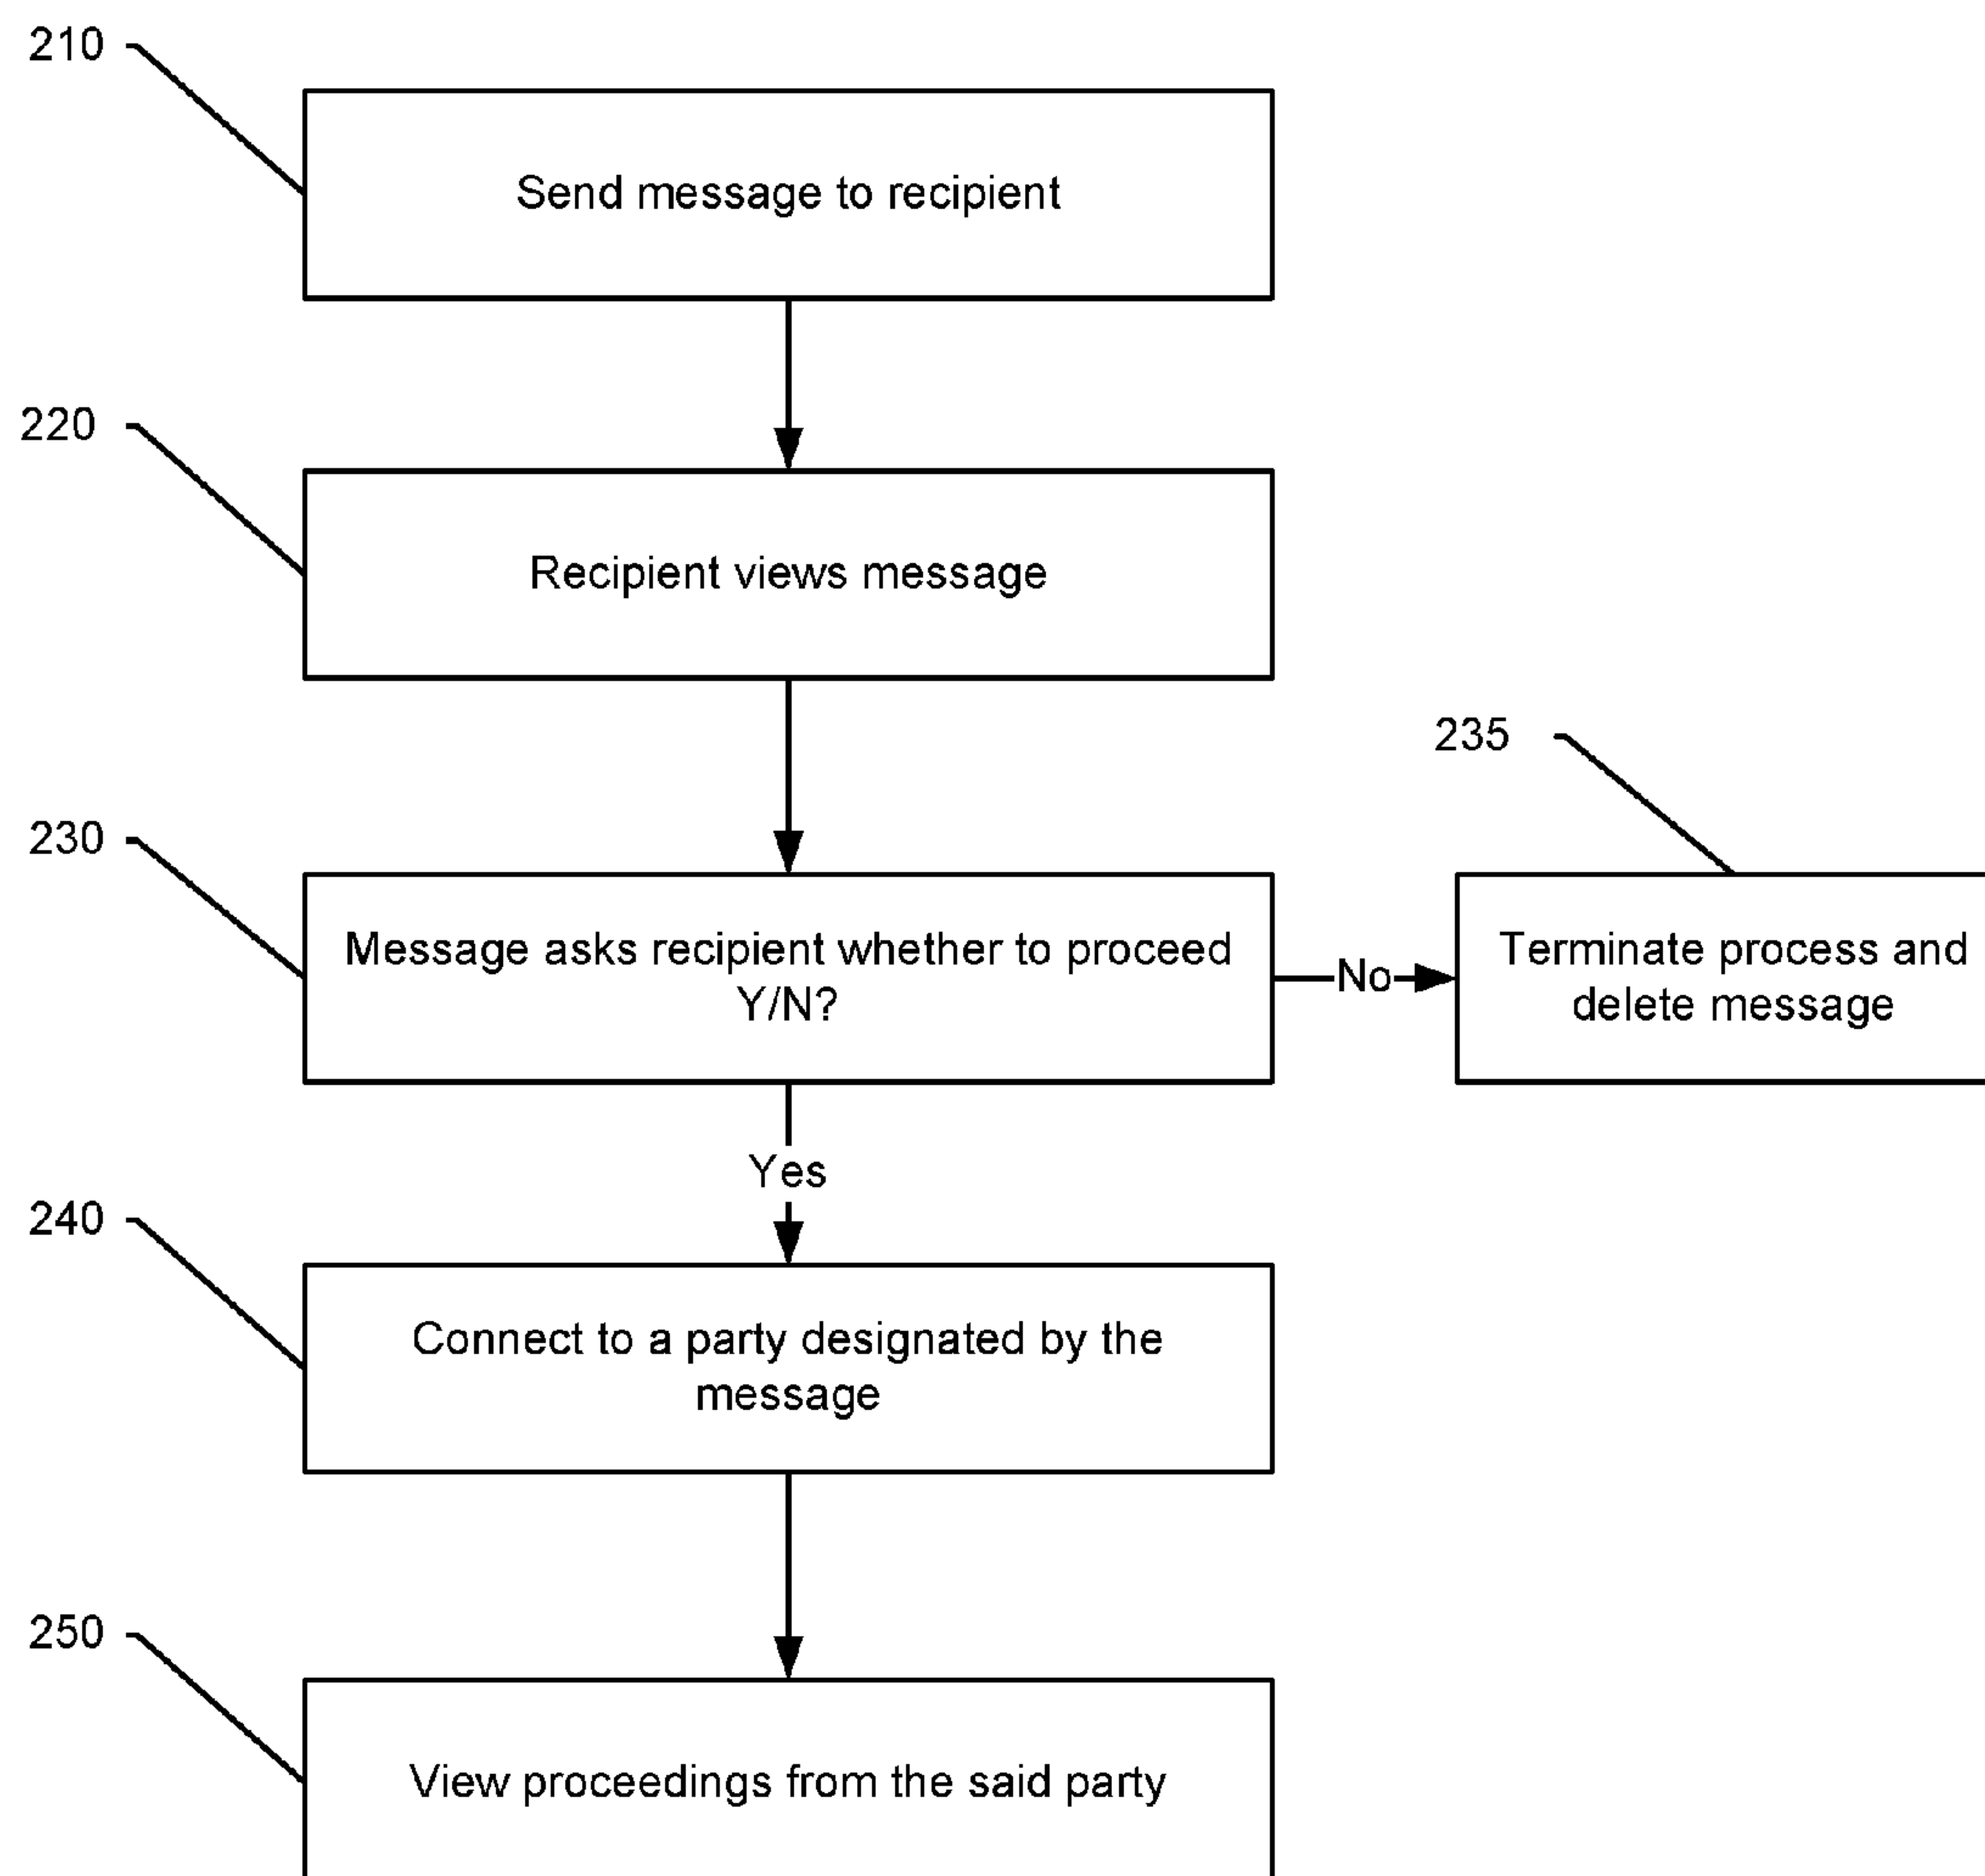 210
Send message to recipient
220
Recipient views message
235
230
Message asks recipient whether to proceed
Y/N?
No
Terminate process and
delete message
Yes
240
Connect to a party designated by the
message
250
View proceedings from the said party